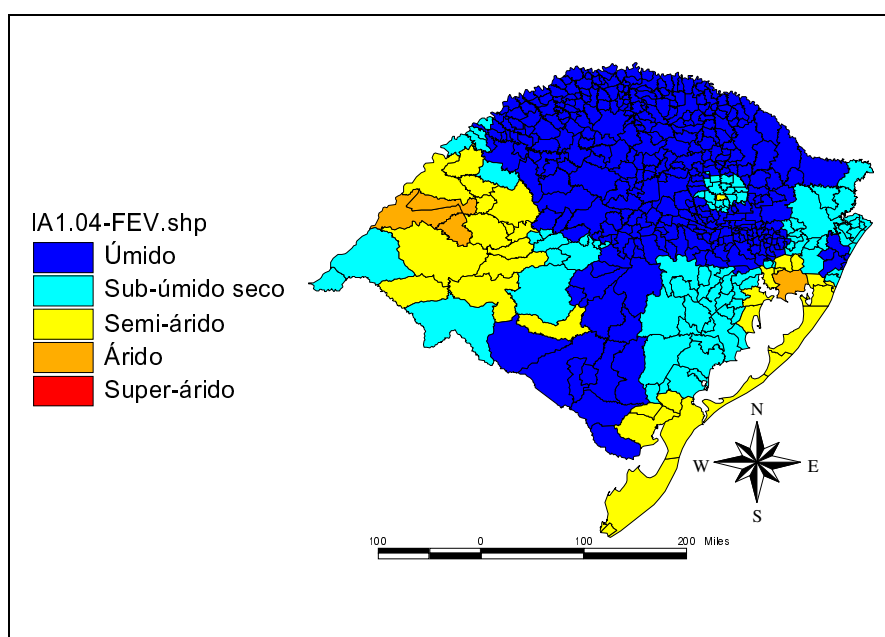 IA1.04-FEV.shp
Úmido
Sub-úmido seco
Semi-árido
Árido
Super-árido
N
W E
S
100 0 100 200 Miles